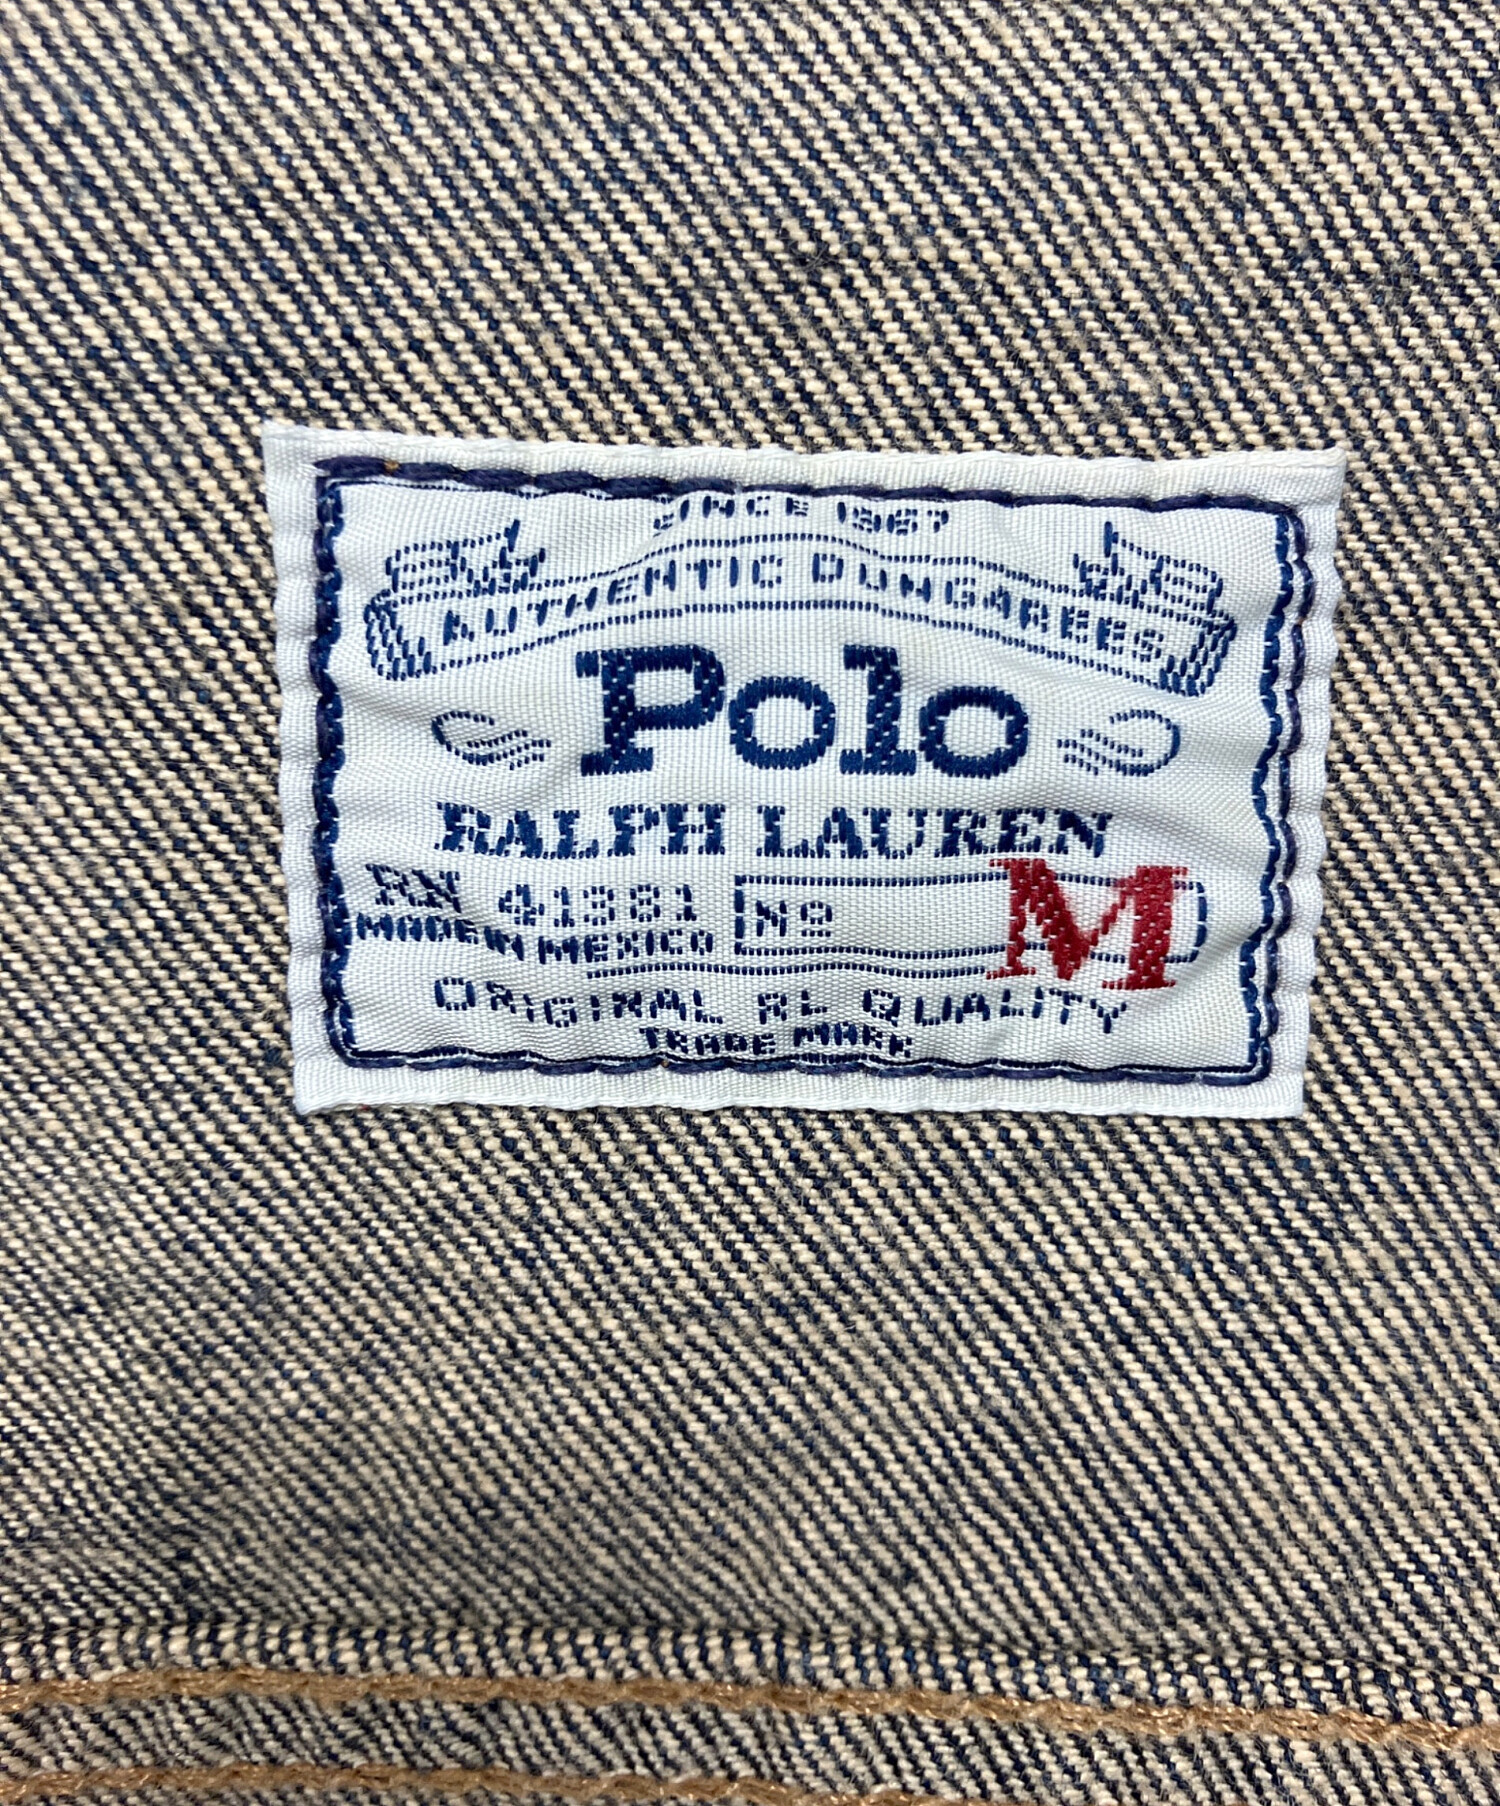 SINCE 1967
AUTHENTIC DUNGAREES
Polo
RALPH LAUREN
RN 41381
MADE IN MEXICO
Nº M
ORIGINAL RL QUALITY
TRADE MARK